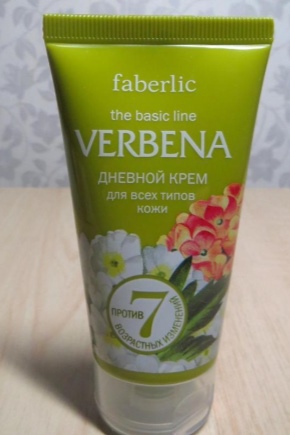 faberlic
the basic line
VERBENA
ДНЕВНОЙ КРЕМ
для всех типов
кожи
ПРОТИВ
7
ВОЗРАСТНЫХ ИЗМЕНЕНИЙ